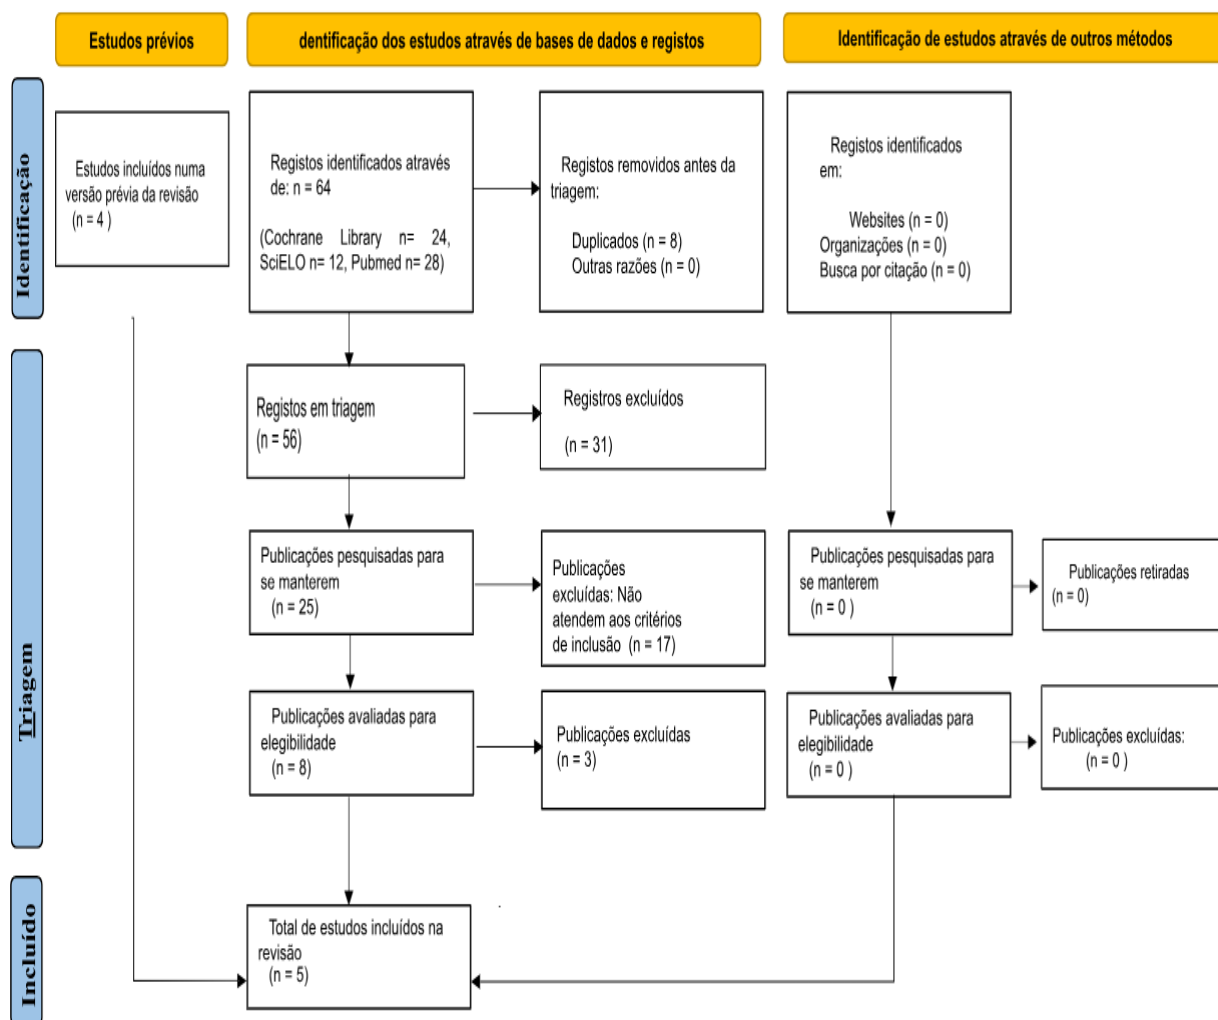 Estudos prévios
dentificação dos estudos através de bases de dados e registos
Identificação de estudos através de outros métodos
Identificação
Estudos incluídos numa
versão prévia da revisão
(n = 4 )
Registos identificados através
de: n = 64
(Cochrane Library n= 24,
SciELO n= 12, Pubmed n= 28)
Registos removidos antes da
triagem:
Duplicados (n = 8)
Outras razões (n = 0)
Registos identificados
em:
Websites (n = 0)
Organizações (n = 0)
Busca por citação (n = 0)
Triagem
Registos em triagem
(n = 56)
Registros excluídos
(n = 31)
Publicações pesquisadas para
se manterem
(n = 25)
Publicações
excluídas: Não
atendem aos critérios
de inclusão (n = 17)
Publicações pesquisadas para
se manterem
(n = 0 )
Publicações retiradas
(n = 0)
Publicações avaliadas para
elegibilidade
(n = 8)
Publicações excluídas
(n = 3)
Publicações avaliadas para
elegibilidade
(n = 0 )
Publicações excluídas:
(n = 0 )
Incluído
Total de estudos incluídos na
revisão
(n = 5)